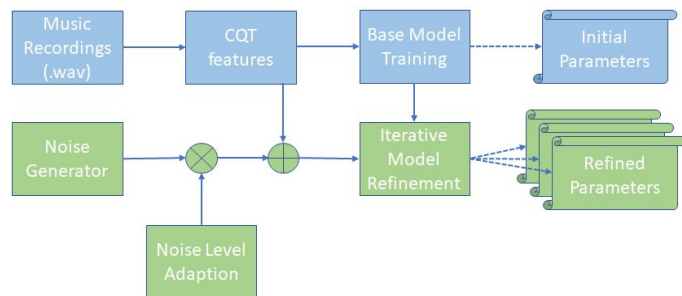 Music
Recordings
(.wav)
CQT
features
Base Model
Training
Initial
Parameters
Noise
Generator
Iterative
Model
Refinement
Refined
Parameters
Noise Level
Adaption